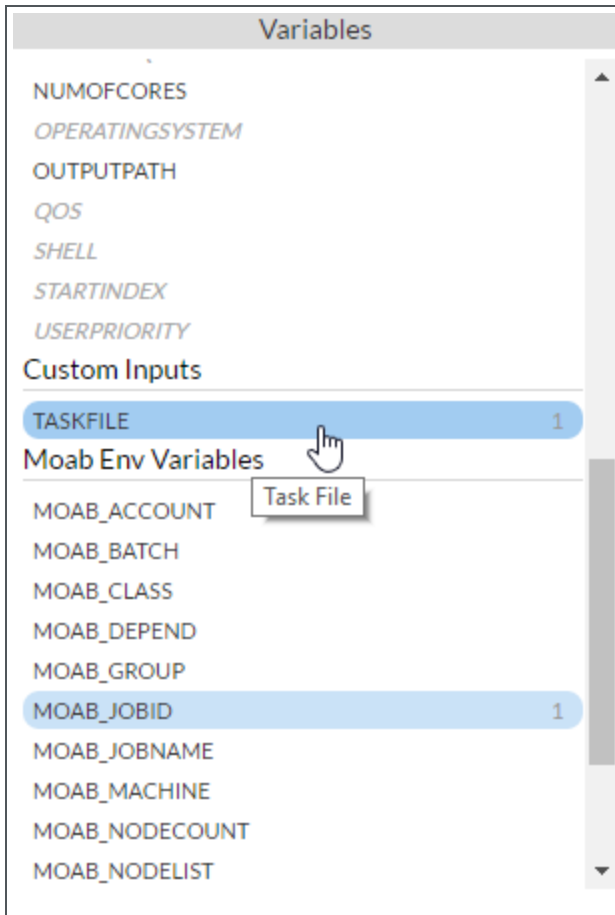 Variables
NUMOFCORES
OPERATINGSYSTEM
OUTPUTPATH
QOS
SHELL
STARTINDEX
USERPRIORITY
Custom Inputs
TASKFILE 1
Moab Env Variables
Task File
MOAB_ACCOUNT
MOAB_BATCH
MOAB_CLASS
MOAB_DEPEND
MOAB_GROUP
MOAB_JOBID 1
MOAB_JOBNAME
MOAB_MACHINE
MOAB_NODECOUNT
MOAB_NODELIST